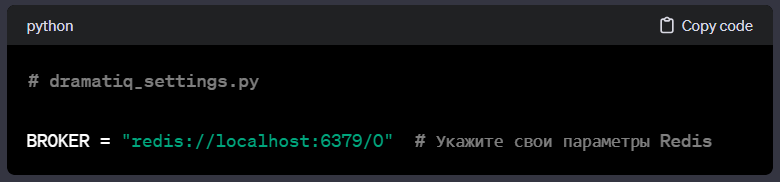 python
Copy code
# dramatiq_settings.py
BROKER = "redis://localhost:6379/0"  # Укажите свои параметры Redis